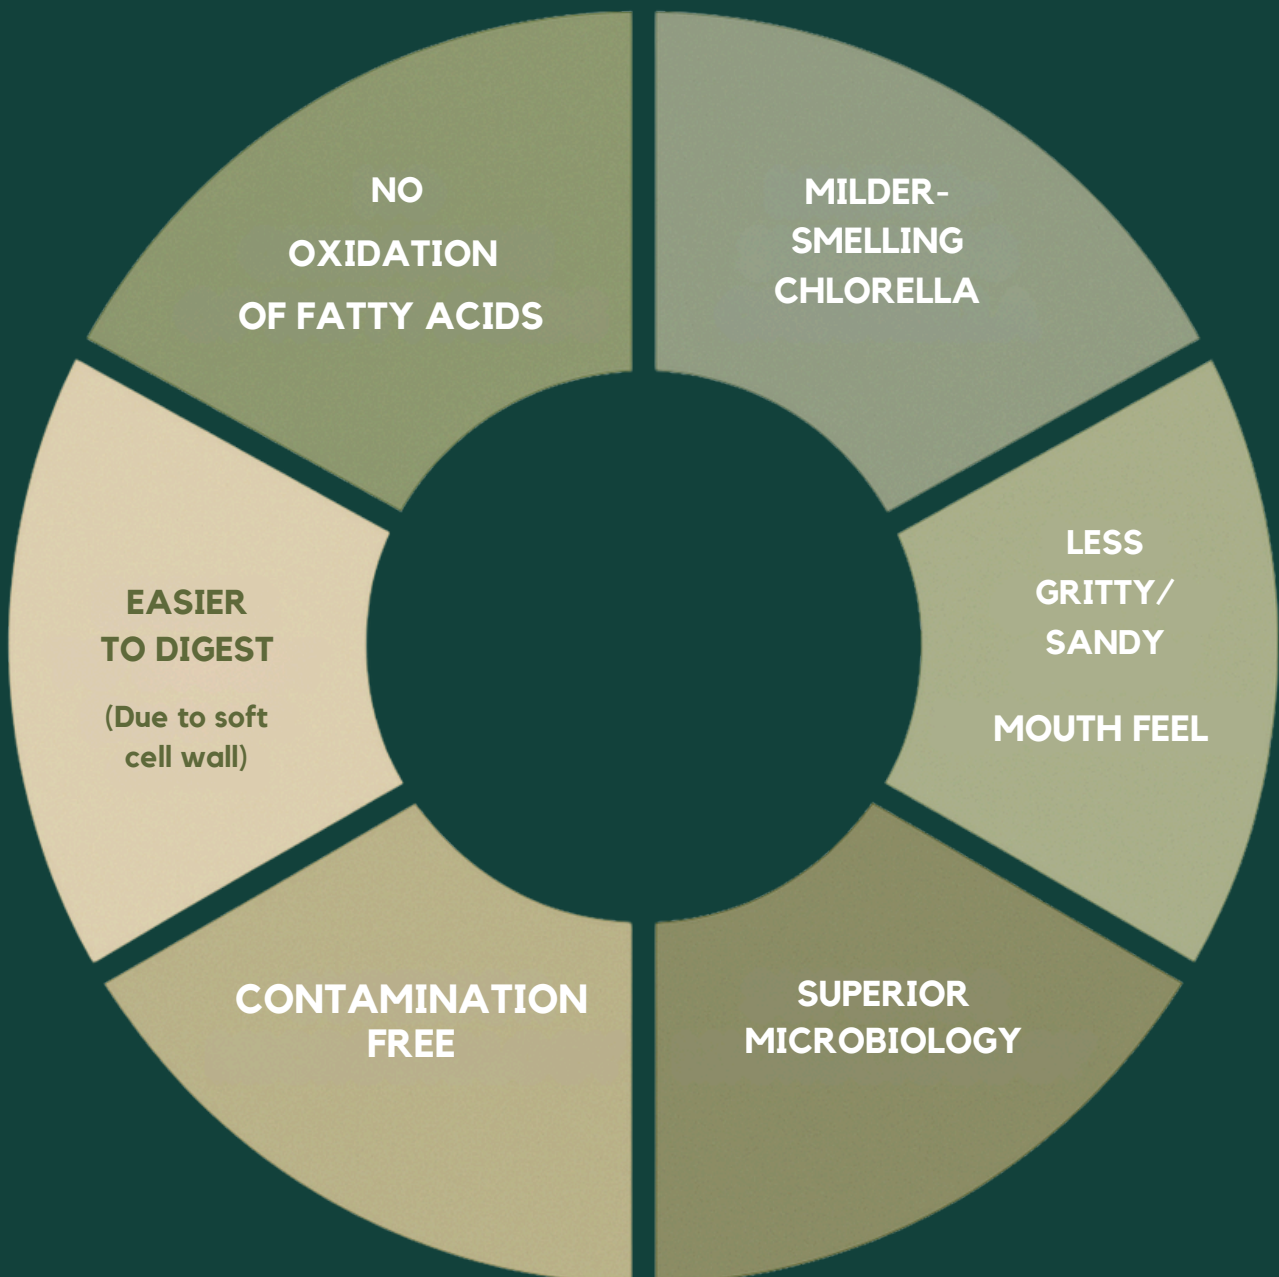 NO
OXIDATION
OF FATTY ACIDS
MILDER-
SMELLING
CHLORELLA
LESS
GRITTY/
SANDY
MOUTH FEEL
SUPERIOR
MICROBIOLOGY
CONTAMINATION
FREE
EASIER
TO DIGEST
(Due to soft
cell wall)